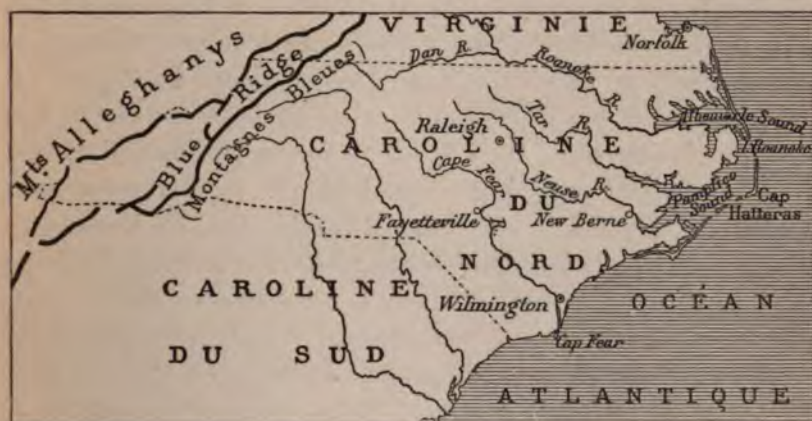 VIRGINIE
Norfolk
Mts Alleghanys
Blue Ridge
(Montagnes Bleues)
Dan R.
Roanoke R.
Albemarle Sound
Tar R.
Raleigh
CAROLINE
DU
NORD
Roanoke
Cape Fear R.
Neuse R.
Pamplico
Sound
Cap
Hatteras
Fayetteville
New Berne
CAROLINE
DU SUD
Wilmington
OCÉAN
Cap Fear
ATLANTIQUE